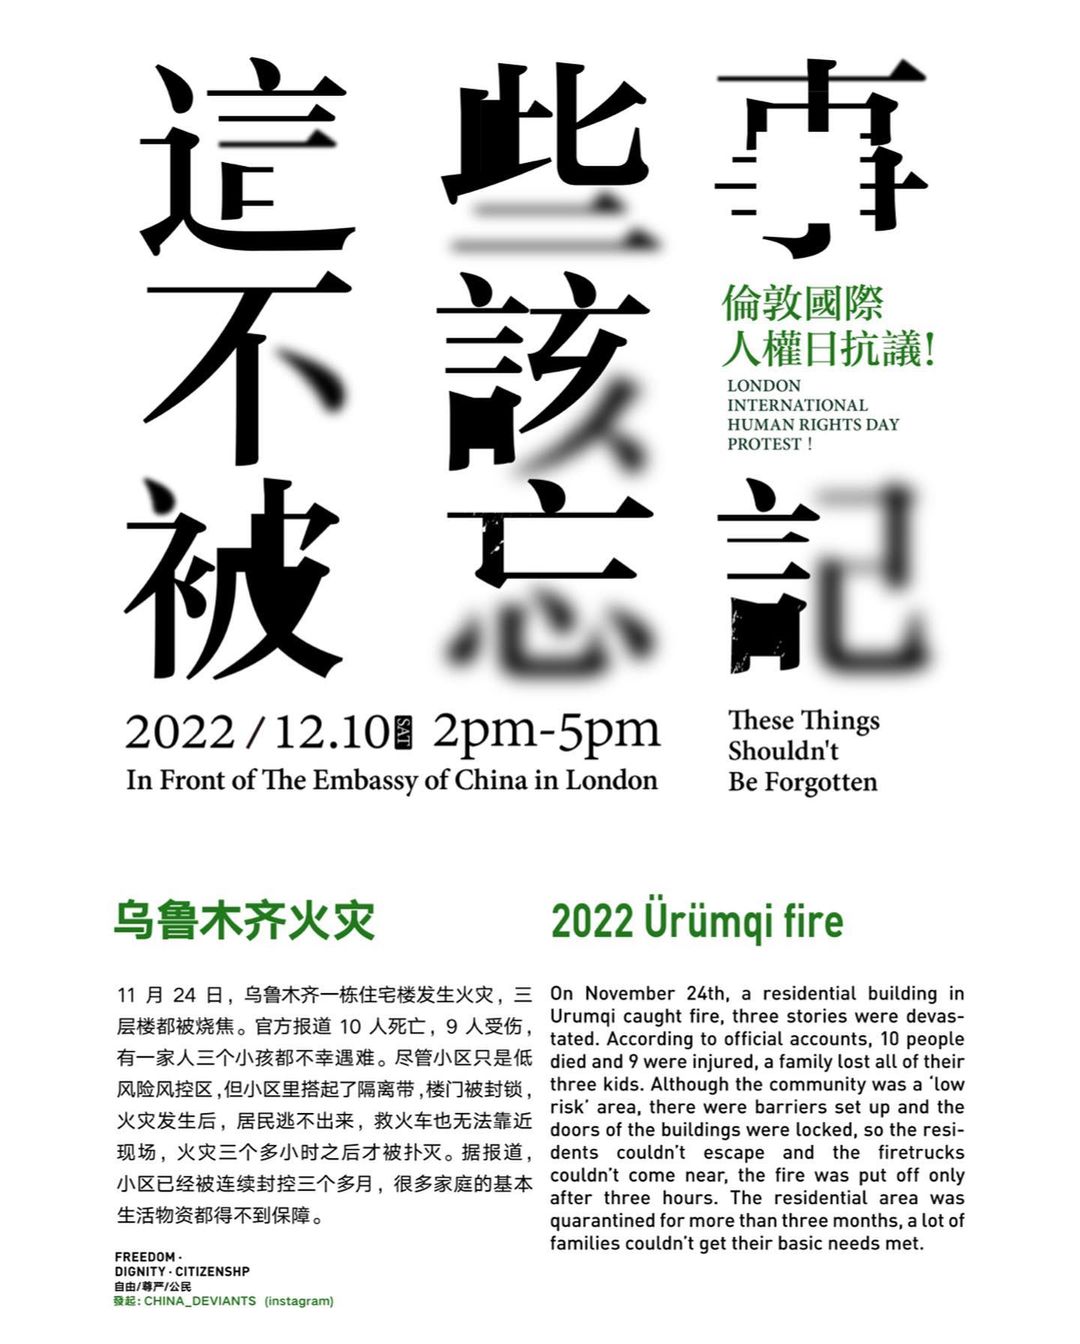 這些事
不該
被忘記
倫敦國際
人權日抗議!
LONDON
INTERNATIONAL
HUMAN RIGHTS DAY
PROTEST !
2022 / 12.10 SAT 2pm-5pm
In Front of The Embassy of China in London
These Things
Shouldn't
Be Forgotten
乌鲁木齐火灾
11 月 24 日，乌鲁木齐一栋住宅楼发生火灾，三
层楼都被烧焦。官方报道 10 人死亡，9 人受伤，
有一家人三个小孩都不幸遇难。尽管小区只是低
风险风控区，但小区里搭起了隔离带，楼门被封锁，
火灾发生后，居民逃不出来，救火车也无法靠近
现场，火灾三个多小时之后才被扑灭。据报道，
小区已经被连续封控三个多月，很多家庭的基本
生活物资都得不到保障。
2022 Ürümqi fire
On November 24th, a residential building in
Urumqi caught fire, three stories were devas-
tated. According to official accounts, 10 people
died and 9 were injured, a family lost all of their
three kids. Although the community was a ‘low
risk’ area, there were barriers set up and the
doors of the buildings were locked, so the resi-
dents couldn’t escape and the firetrucks
couldn’t come near, the fire was put off only
after three hours. The residential area was
quarantined for more than three months, a lot of
families couldn’t get their basic needs met.
FREEDOM ·
DIGNITY · CITIZENSHP
自由/尊严/公民
發起: CHINA_DEVIANTS (instagram)